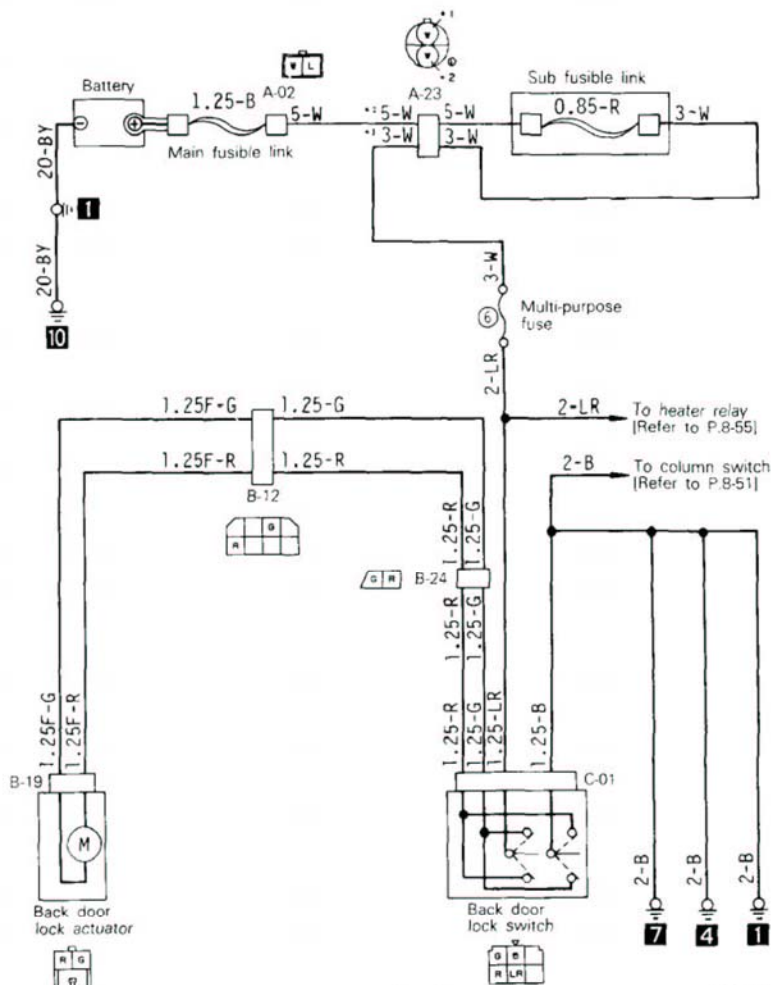 *1
W
W
*2
W L
Battery
A-02
A-23
Sub fusible link
1.25-B
5-W
*2 5-W
5-W
0.85-R
3-W
*1 3-W
3-W
Main fusible link
20-BY
1
20-BY
10
3-W
6
Multi-purpose
fuse
2-LR
1.25F-G
1.25-G
2-LR
To heater relay
[Refer to P.8-55]
1.25F-R
1.25-R
2-B
To column switch
[Refer to P.8-51]
B-12
G
R
1.25-R
1.25-G
G R
B-24
1.25-R
1.25-G
1.25F-G
1.25F-R
1.25-R
1.25-G
1.25-LR
1.25-B
B-19
C-01
M
2-B
2-B
2-B
7
4
1
Back door
lock actuator
Back door
lock switch
R G
G B
R LR